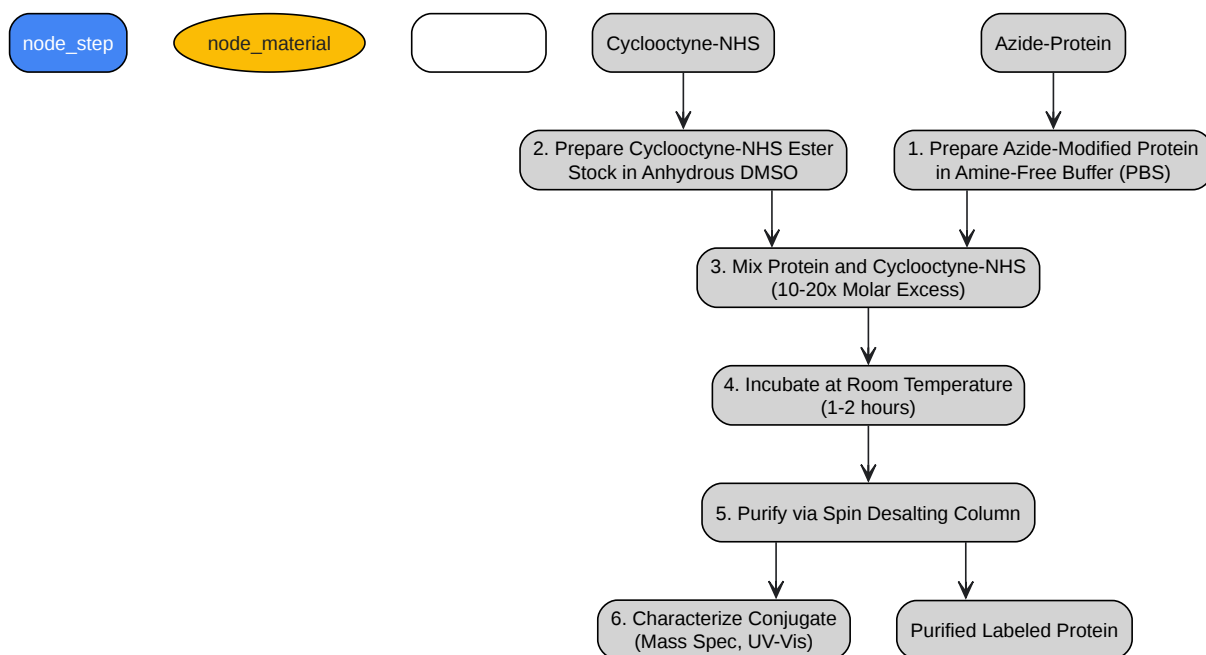 node_step
node_material
Cyclooctyne-NHS
Azide-Protein
2. Prepare Cyclooctyne-NHS Ester
Stock in Anhydrous DMSO
1. Prepare Azide-Modified Protein
in Amine-Free Buffer (PBS)
3. Mix Protein and Cyclooctyne-NHS
(10-20x Molar Excess)
4. Incubate at Room Temperature
(1-2 hours)
5. Purify via Spin Desalting Column
6. Characterize Conjugate
(Mass Spec, UV-Vis)
Purified Labeled Protein